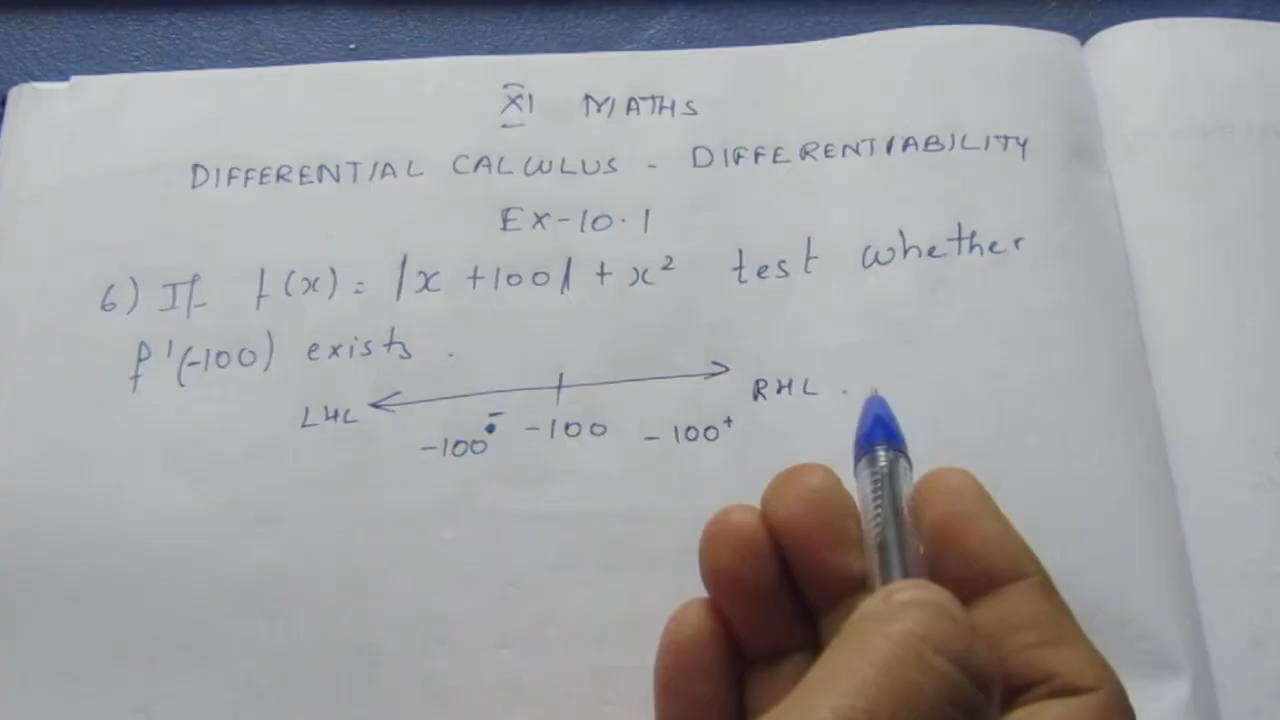 XI MATHS
DIFFERENTIAL CALCULUS - DIFFERENTIABILITY
Ex-10.1
6) If f(x) = |x + 100| + x² test whether
f'(-100) exists.
LHL RHL.
-100⁻ -100 -100⁺